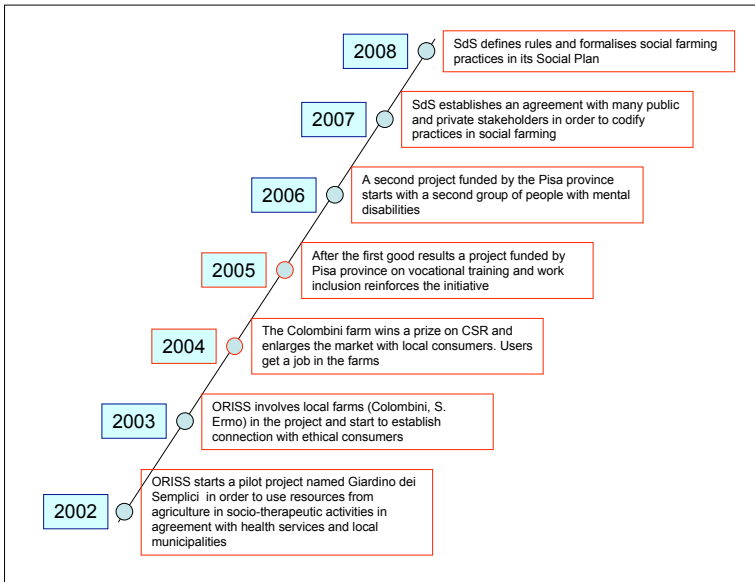 2008
SdS defines rules and formalises social farming
practices in its Social Plan
2007
SdS establishes an agreement with many public
and private stakeholders in order to codify
practices in social farming
2006
A second project funded by the Pisa province
starts with a second group of people with mental
disabilities
2005
After the first good results a project funded by
Pisa province on vocational training and work
inclusion reinforces the initiative
2004
The Colombini farm wins a prize on CSR and
enlarges the market with local consumers. Users
get a job in the farms
2003
ORISS involves local farms (Colombini, S.
Ermo) in the project and start to establish
connection with ethical consumers
2002
ORISS starts a pilot project named Giardino dei
Semplici in order to use resources from
agriculture in socio-therapeutic activities in
agreement with health services and local
municipalities